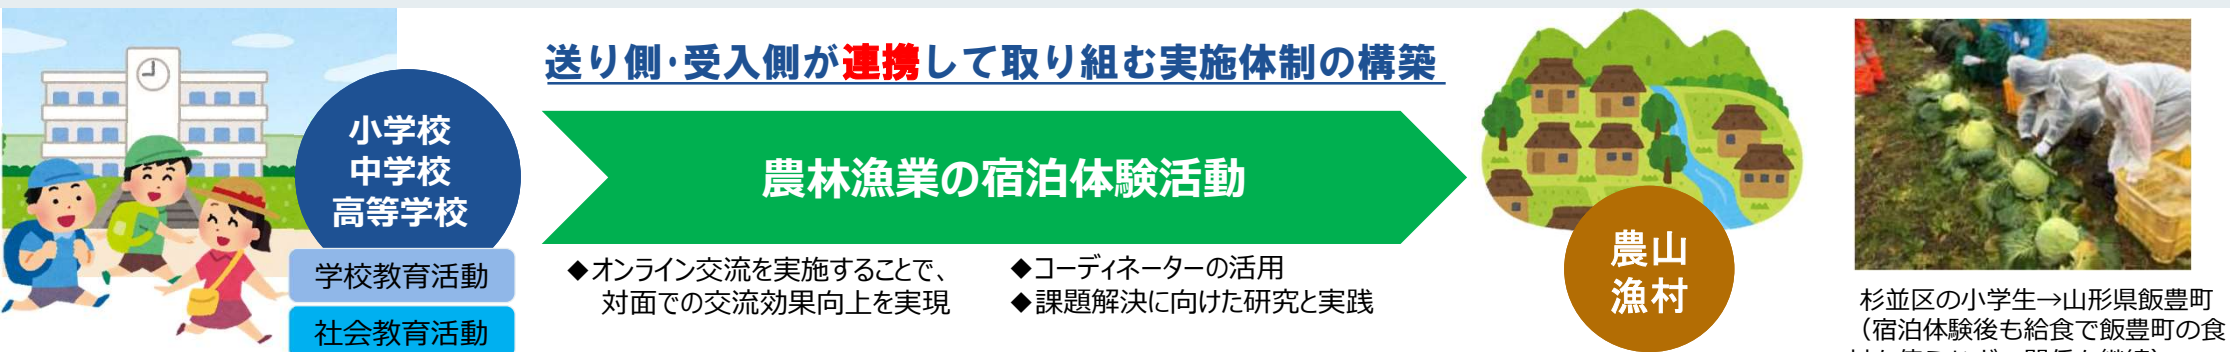 送り側・受入側が連携して取り組む実施体制の構築
小学校
中学校
高等学校
学校教育活動
社会教育活動
農林漁業の宿泊体験活動
◆オンライン交流を実施することで、
対面での交流効果向上を実現
◆コーディネーターの活用
◆課題解決に向けた研究と実践
農山
漁村
杉並区の小学生→山形県飯豊町
（宿泊体験後も給食で飯豊町の食